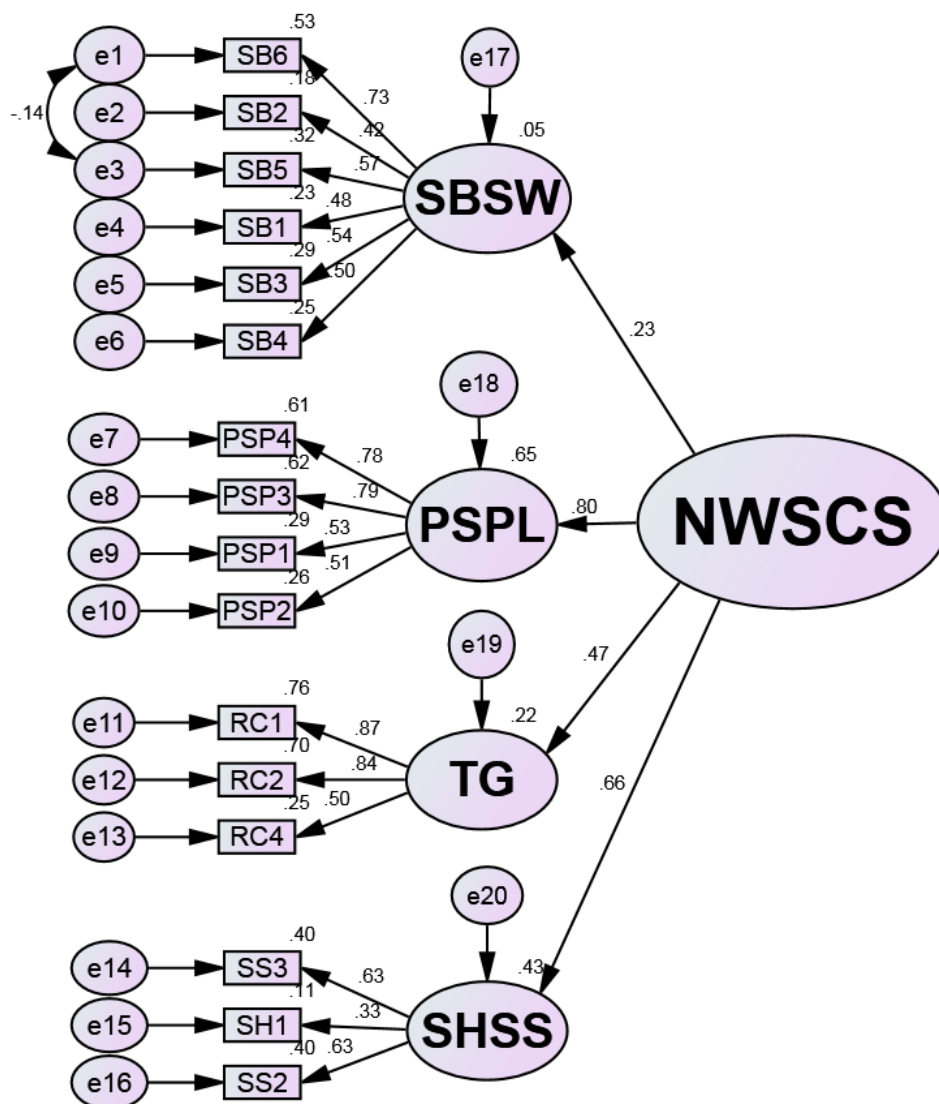 .53
e1 SB6 e17
.18 .73
-.14 e2 SB2 .42 .05
.32
e3 SB5 .57 SBSW
.23
e4 SB1 .48
.29 .54
e5 SB3 .50
.25
e6 SB4 .23
e18
.61
e7 PSP4 .78 .65
.62
e8 PSP3 .79 PSPL .80 NWSCS
.29
e9 PSP1 .53
.26 .51
e10 PSP2
e19
.47
.76
e11 RC1 .87 .22
.70
e12 RC2 .84 TG
.25 .50 .66
e13 RC4
e20
.40
e14 SS3 .63 .43
.11
e15 SH1 .33 SHSS
.40 .63
e16 SS2